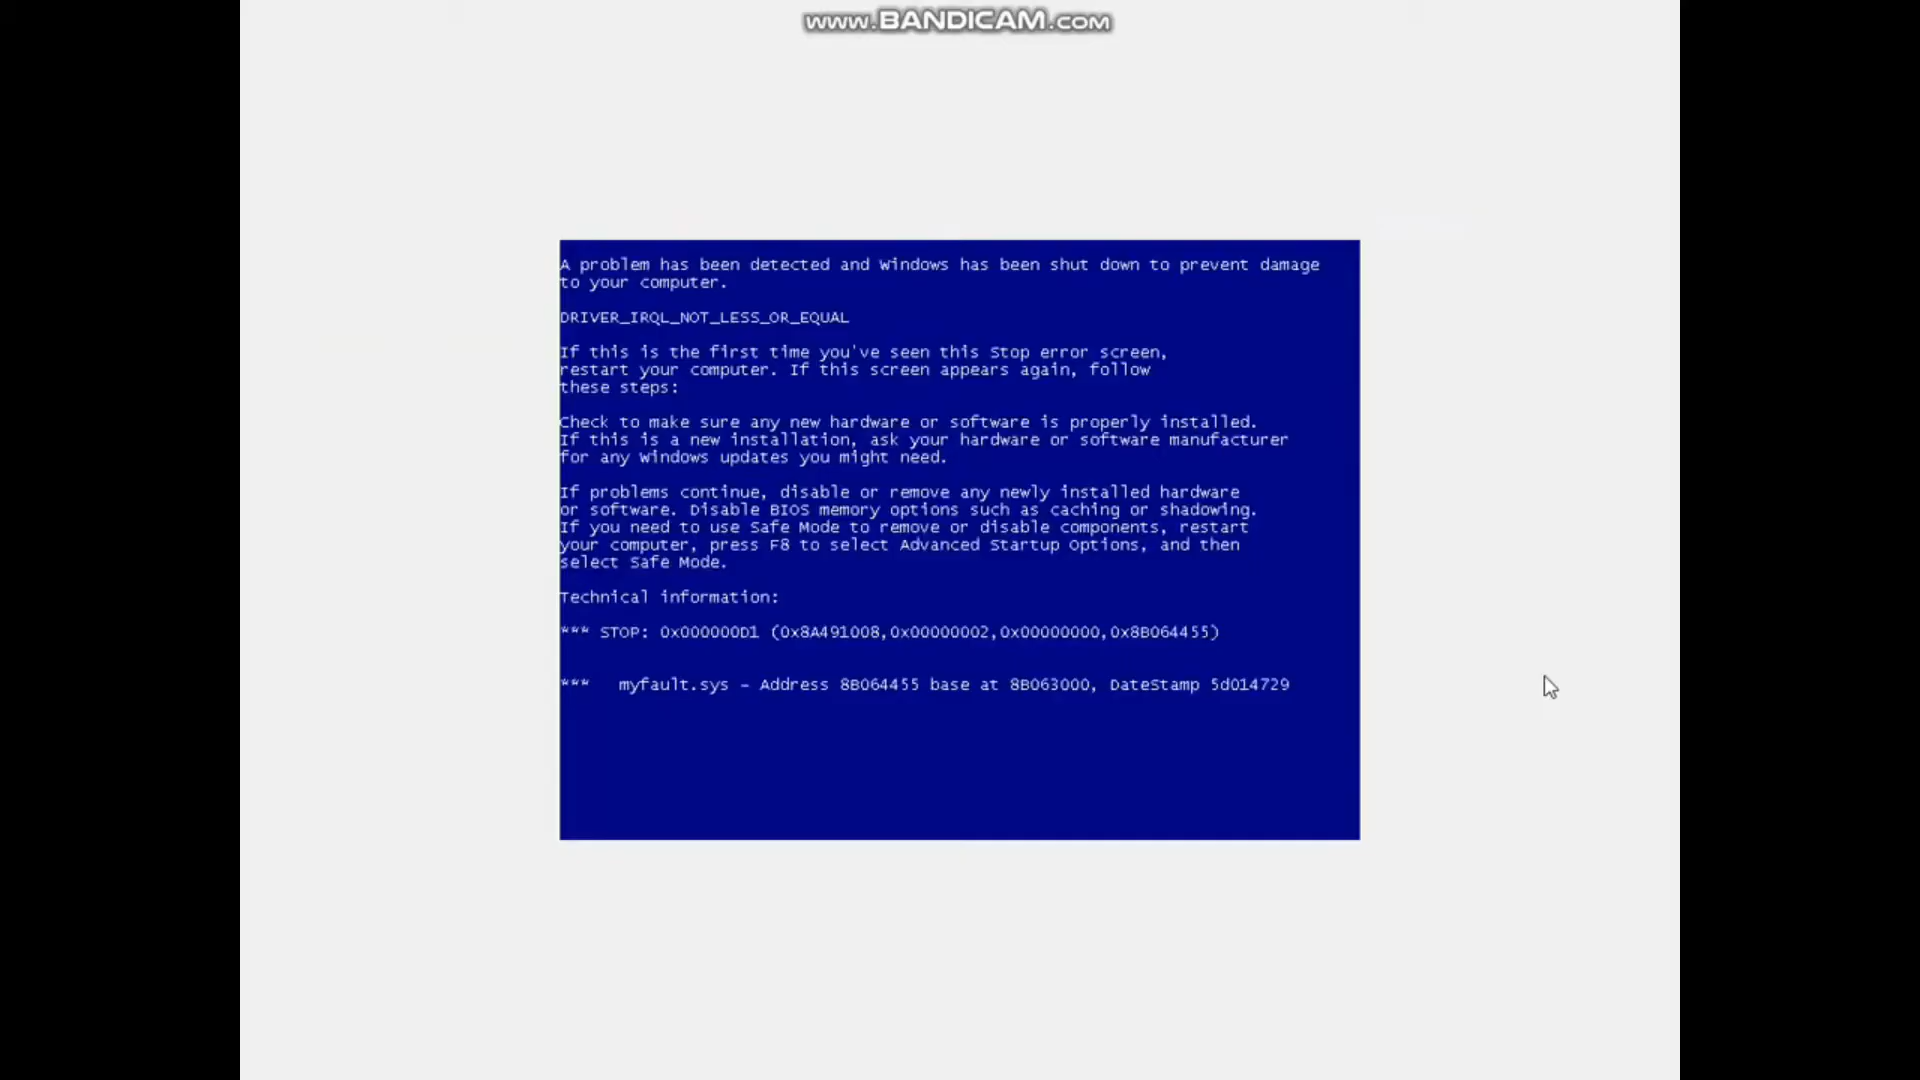 www.BANDICAM.com
A problem has been detected and Windows has been shut down to prevent damage
to your computer.
DRIVER_IRQL_NOT_LESS_OR_EQUAL
If this is the first time you've seen this Stop error screen,
restart your computer. If this screen appears again, follow
these steps:
Check to make sure any new hardware or software is properly installed.
If this is a new installation, ask your hardware or software manufacturer
for any Windows updates you might need.
If problems continue, disable or remove any newly installed hardware
or software. Disable BIOS memory options such as caching or shadowing.
If you need to use Safe Mode to remove or disable components, restart
your computer, press F8 to select Advanced Startup Options, and then
select Safe Mode.
Technical information:
*** STOP: 0x000000D1 (0x8A491008,0x00000002,0x00000000,0x8B064455)
*** myfault.sys - Address 8B064455 base at 8B063000, DateStamp 5d014729